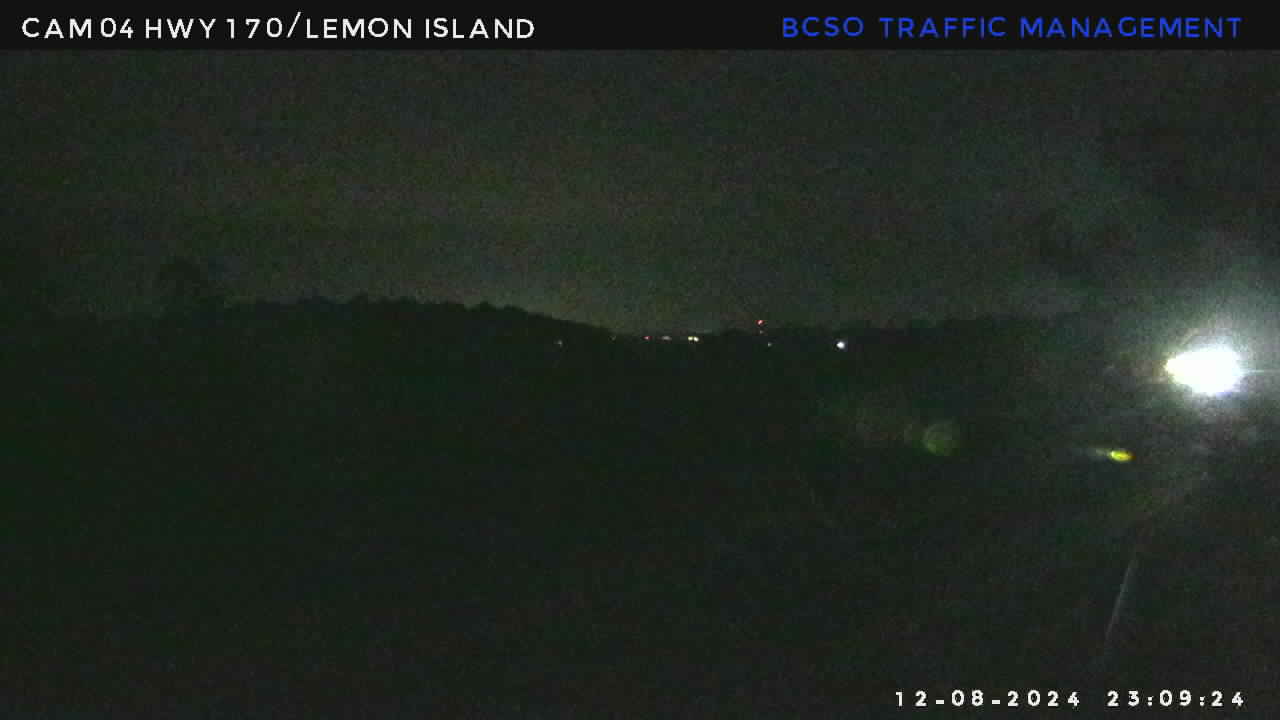 CAM04 HWY 170/LEMON ISLAND
BCSO TRAFFIC MANAGEMENT
12-08-2024 23:09:24